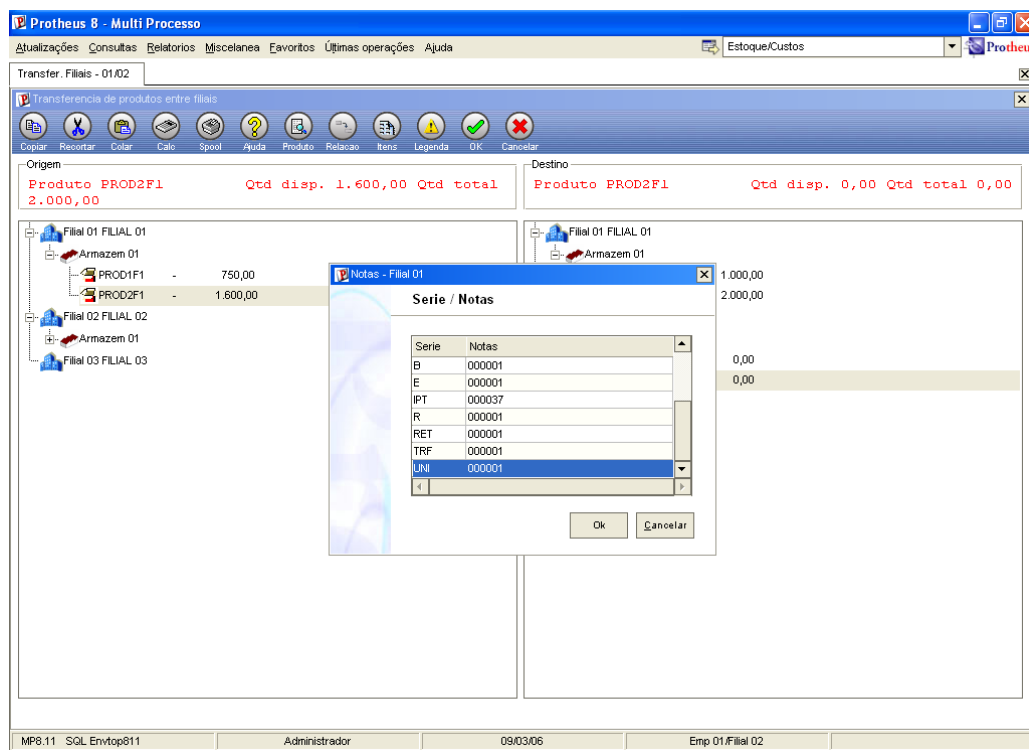 Protheus 8 - Multi Processo
Atualizações Consultas Relatorios Miscelanea Favoritos Últimas operações Ajuda Estoque/Custos Protheu
Transfer. Filiais - 01/02
Transferencia de produtos entre filiais
Copiar Recortar Colar Calc Spool Ajuda Produto Relacao Itens Legenda OK Cancelar
Origem Destino
Produto PROD2F1 Qtd disp. 1.600,00 Qtd total Produto PROD2F1 Qtd disp. 0,00 Qtd total 0,00
2.000,00
Filial 01 FILIAL 01 Filial 01 FILIAL 01
Armazem 01 Armazem 01
PROD1F1 - 750,00 1.000,00
PROD2F1 - 1.600,00 2.000,00
Filial 02 FILIAL 02
Armazem 01
Filial 03 FILIAL 03 0,00
0,00
Notas - Filial 01
Serie / Notas
Serie Notas
B 000001
E 000001
IPT 000037
R 000001
RET 000001
TRF 000001
UNI 000001
Ok Cancelar
MP8.11 SQL Envtop811 Administrador 09/03/06 Emp 01/Filial 02